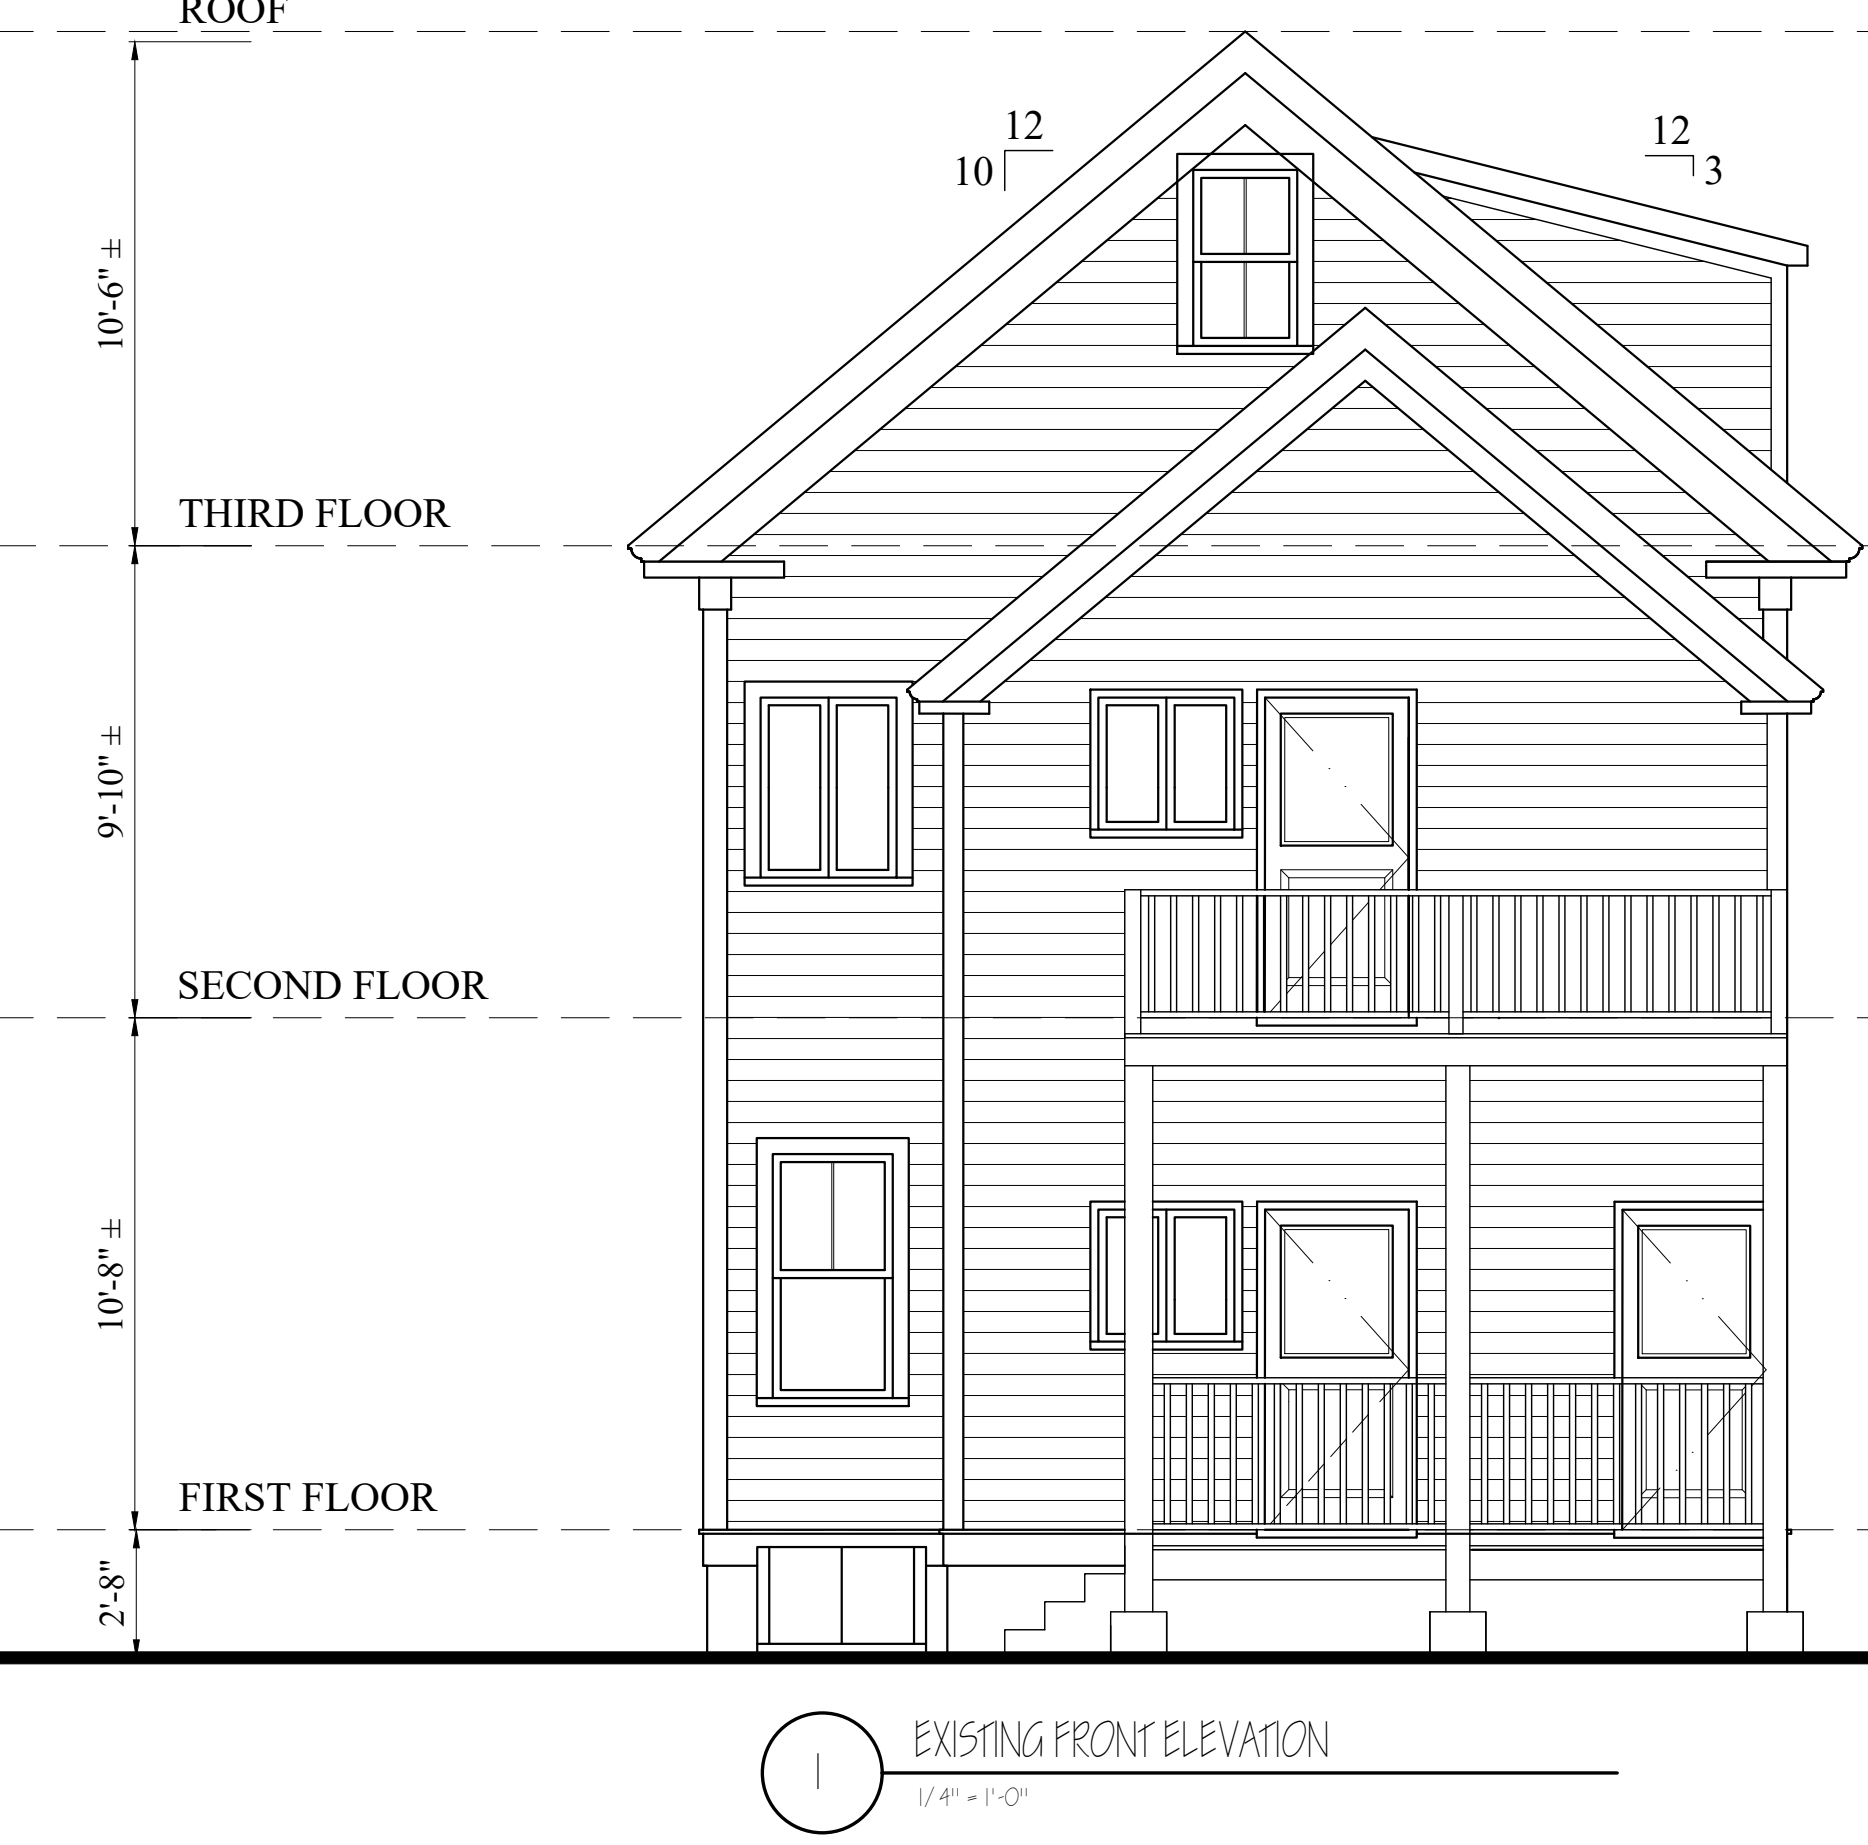 ROOF
12
10
12
3
10'-6" ±
THIRD FLOOR
9'-10" ±
SECOND FLOOR
10'-8" ±
FIRST FLOOR
2'-8"
1
EXISTING FRONT ELEVATION
1/4" = 1'-0"